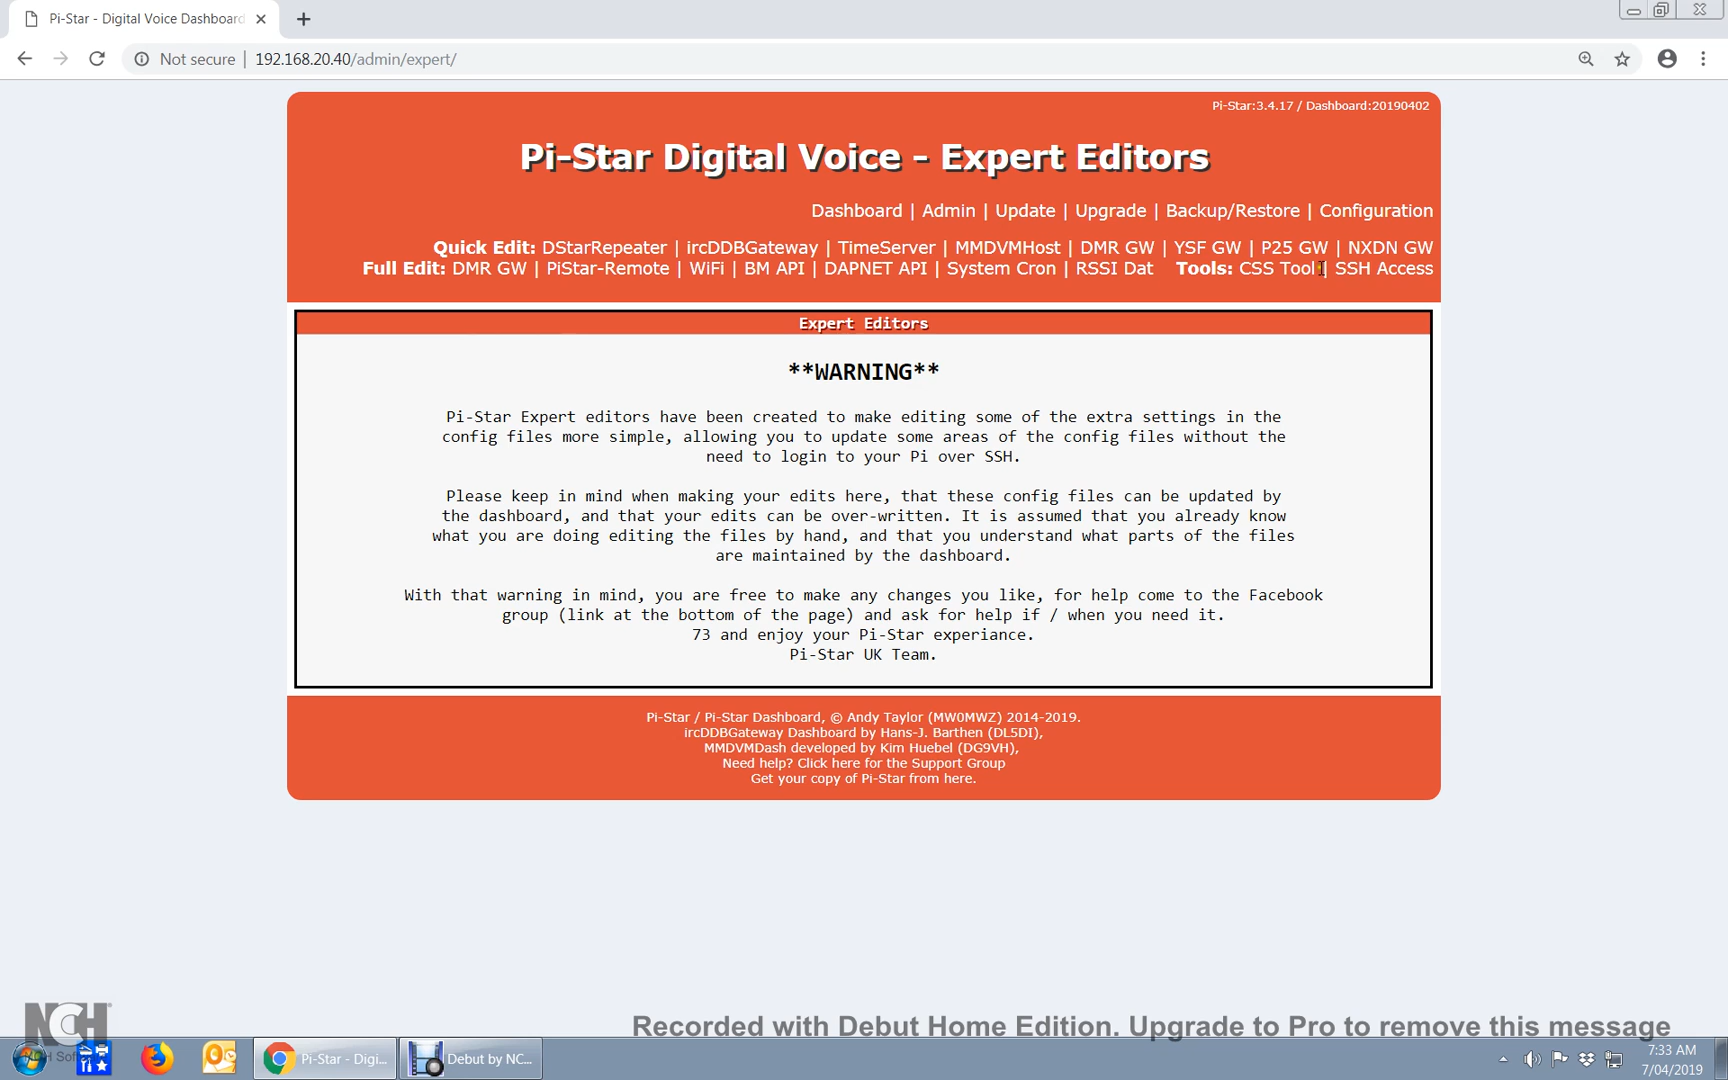 Pi-Star - Digital Voice Dashboard
Not secure | 192.168.20.40/admin/expert/
Pi-Star:3.4.17 / Dashboard:20190402
Pi-Star Digital Voice - Expert Editors
Dashboard | Admin | Update | Upgrade | Backup/Restore | Configuration
Quick Edit: DStarRepeater | ircDDBGateway | TimeServer | MMDVMHost | DMR GW | YSF GW | P25 GW | NXDN GW
Full Edit: DMR GW | PiStar-Remote | WiFi | BM API | DAPNET API | System Cron | RSSI Dat Tools: CSS Tool | SSH Access
Expert Editors
**WARNING**
Pi-Star Expert editors have been created to make editing some of the extra settings in the
config files more simple, allowing you to update some areas of the config files without the
need to login to your Pi over SSH.
Please keep in mind when making your edits here, that these config files can be updated by
the dashboard, and that your edits can be over-written. It is assumed that you already know
what you are doing editing the files by hand, and that you understand what parts of the files
are maintained by the dashboard.
With that warning in mind, you are free to make any changes you like, for help come to the Facebook
group (link at the bottom of the page) and ask for help if / when you need it.
73 and enjoy your Pi-Star experiance.
Pi-Star UK Team.
Pi-Star / Pi-Star Dashboard, © Andy Taylor (MW0MWZ) 2014-2019.
ircDDBGateway Dashboard by Hans-J. Barthen (DL5DI),
MMDVMDash developed by Kim Huebel (DG9VH),
Need help? Click here for the Support Group
Get your copy of Pi-Star from here.
NCH
Recorded with Debut Home Edition. Upgrade to Pro to remove this message
Pi-Star - Digi...
Debut by NC...
7:33 AM
7/04/2019